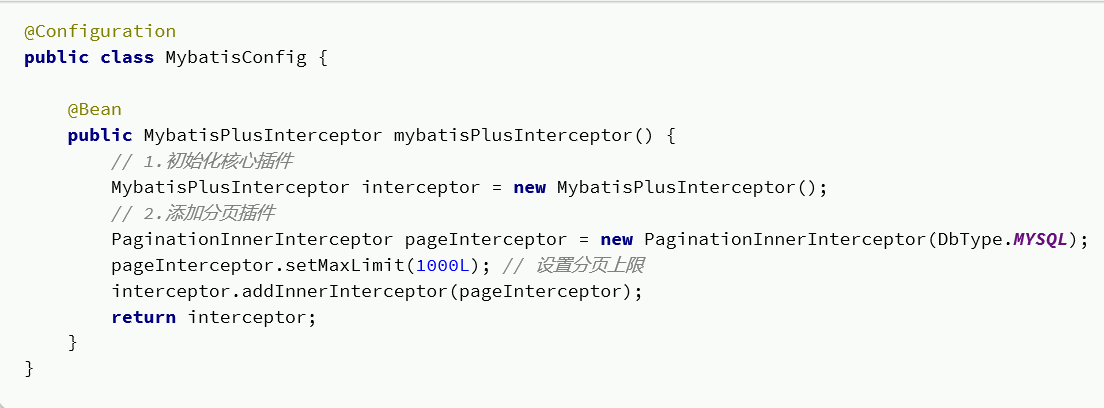 @Configuration
public class MybatisConfig {
@Bean
public MybatisPlusInterceptor mybatisPlusInterceptor() {
// 1.初始化核心插件
MybatisPlusInterceptor interceptor = new MybatisPlusInterceptor();
// 2.添加分页插件
PaginationInnerInterceptor pageInterceptor = new PaginationInnerInterceptor(DbType.MYSQL);
pageInterceptor.setMaxLimit(1000L); // 设置分页上限
interceptor.addInnerInterceptor(pageInterceptor);
return interceptor;
}
}